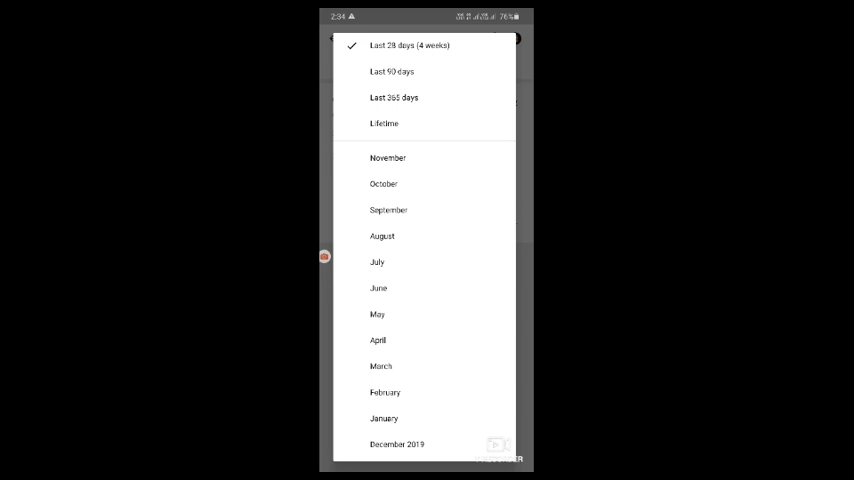 2:34
76%
Last 28 days (4 weeks)
Last 90 days
Last 365 days
Lifetime
November
October
September
August
July
June
May
April
March
February
January
December 2019